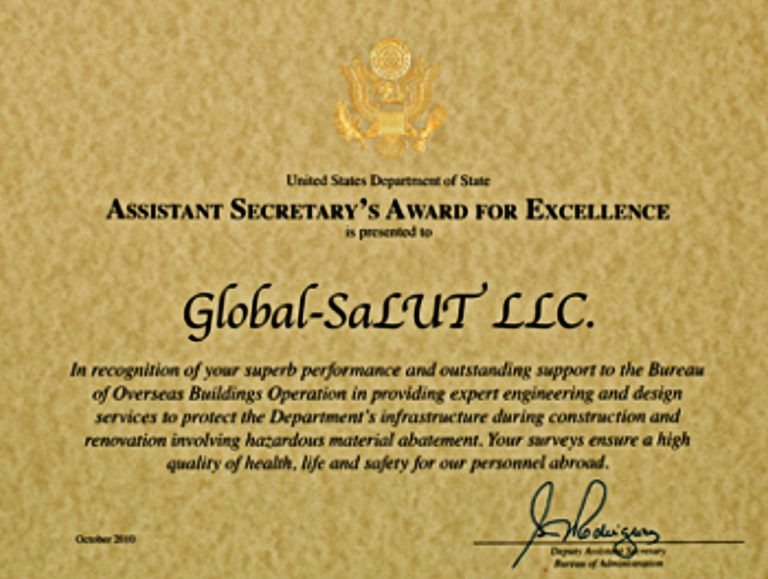 United States Department of State
ASSISTANT SECRETARY'S AWARD FOR EXCELLENCE
is presented to
Global-SaLUT LLC.
In recognition of your superb performance and outstanding support to the Bureau
of Overseas Buildings Operation in providing expert engineering and design
services to protect the Department's infrastructure during construction and
renovation involving hazardous material abatement. Your surveys ensure a high
quality of health, life and safety for our personnel abroad.
October 2010
Deputy Assistant Secretary
Bureau of Administration